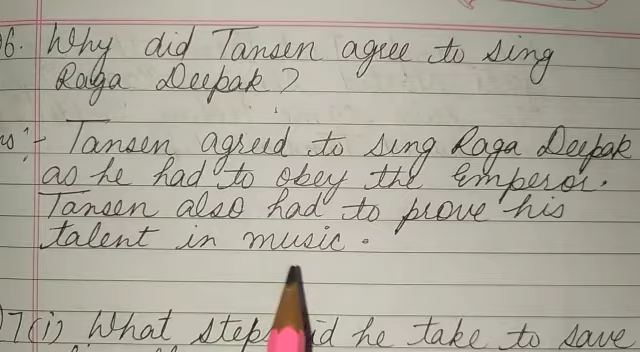 6. Why did Tansen agree to sing
Raga Deepak?
ns:- Tansen agreed to sing Raga Deepak
as he had to obey the Emperor.
Tansen also had to prove his
talent in music.
7(i) What steps did he take to save